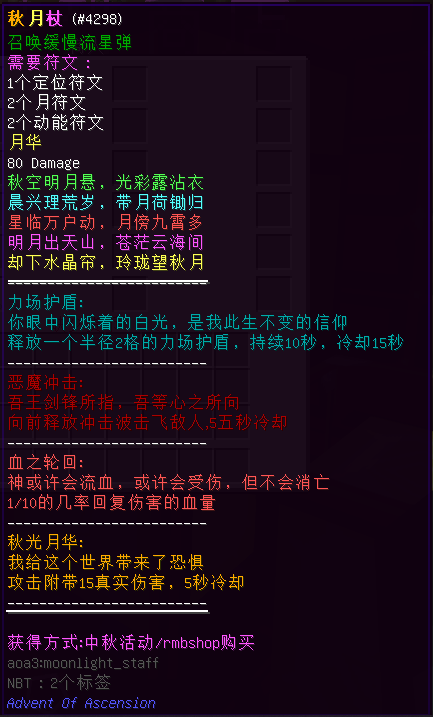 秋月杖 (#4298)
召唤缓慢流星弹
需要符文：
1个定位符文
2个月符文
2个动能符文
月华
80 Damage
秋空明月悬，光彩露沾衣
晨兴理荒岁，带月荷锄归
星临万户动，月傍九霄多
明月出天山，苍茫云海间
却下水晶帘，玲珑望秋月
力场护盾:
你眼中闪烁着的白光，是我此生不变的信仰
释放一个半径2格的力场护盾，持续10秒，冷却15秒
-------------------------
恶魔冲击:
吾王剑锋所指，吾等心之所向
向前释放冲击波击飞敌人,5五秒冷却
-------------------------
血之轮回:
神或许会流血，或许会受伤，但不会消亡
1/10的几率回复伤害的血量
-------------------------
秋光月华:
我给这个世界带来了恐惧
攻击附带15真实伤害，5秒冷却
-------------------------
获得方式:中秋活动/rmbshop购买
aoa3:moonlight_staff
NBT：2个标签
Advent Of Ascension